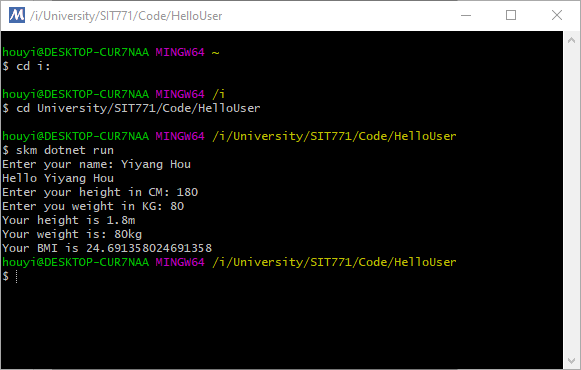 /i/University/SIT771/Code/HelloUser
houyi@DESKTOP-CUR7NAA MINGW64 ~
$ cd i:
houyi@DESKTOP-CUR7NAA MINGW64 /i
$ cd University/SIT771/Code/HelloUser
houyi@DESKTOP-CUR7NAA MINGW64 /i/University/SIT771/Code/HelloUser
$ skm dotnet run
Enter your name: Yiyang Hou
Hello Yiyang Hou
Enter your height in CM: 180
Enter you weight in KG: 80
Your height is 1.8m
Your weight is: 80kg
Your BMI is 24.691358024691358
houyi@DESKTOP-CUR7NAA MINGW64 /i/University/SIT771/Code/HelloUser
$